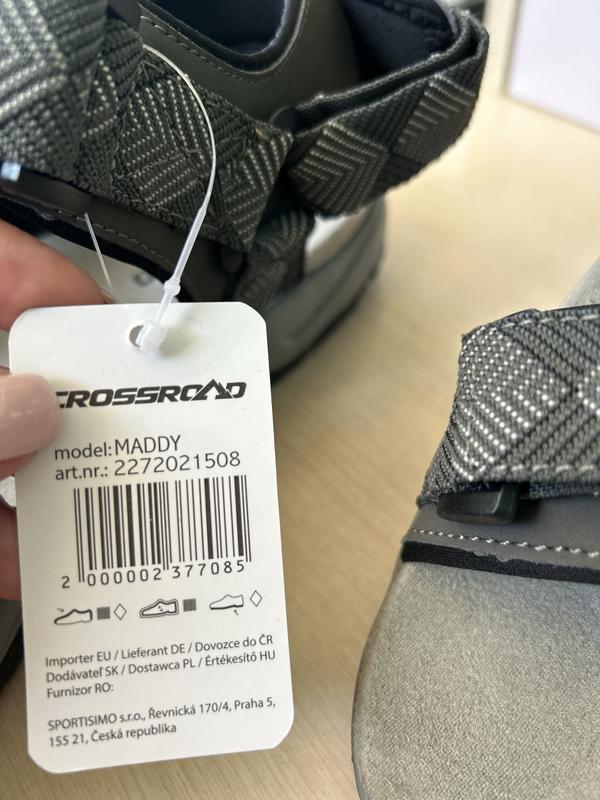 CROSSROAD
model: MADDY
art.nr.: 2272021508
2 000002 377085
Importer EU / Lieferant DE / Dovozce do ČR
Dodávateľ SK / Dostawca PL / Értékesítő HU
Furnizor RO:
SPORTISIMO s.r.o., Řevnická 170/4, Praha 5,
155 21, Česká republika